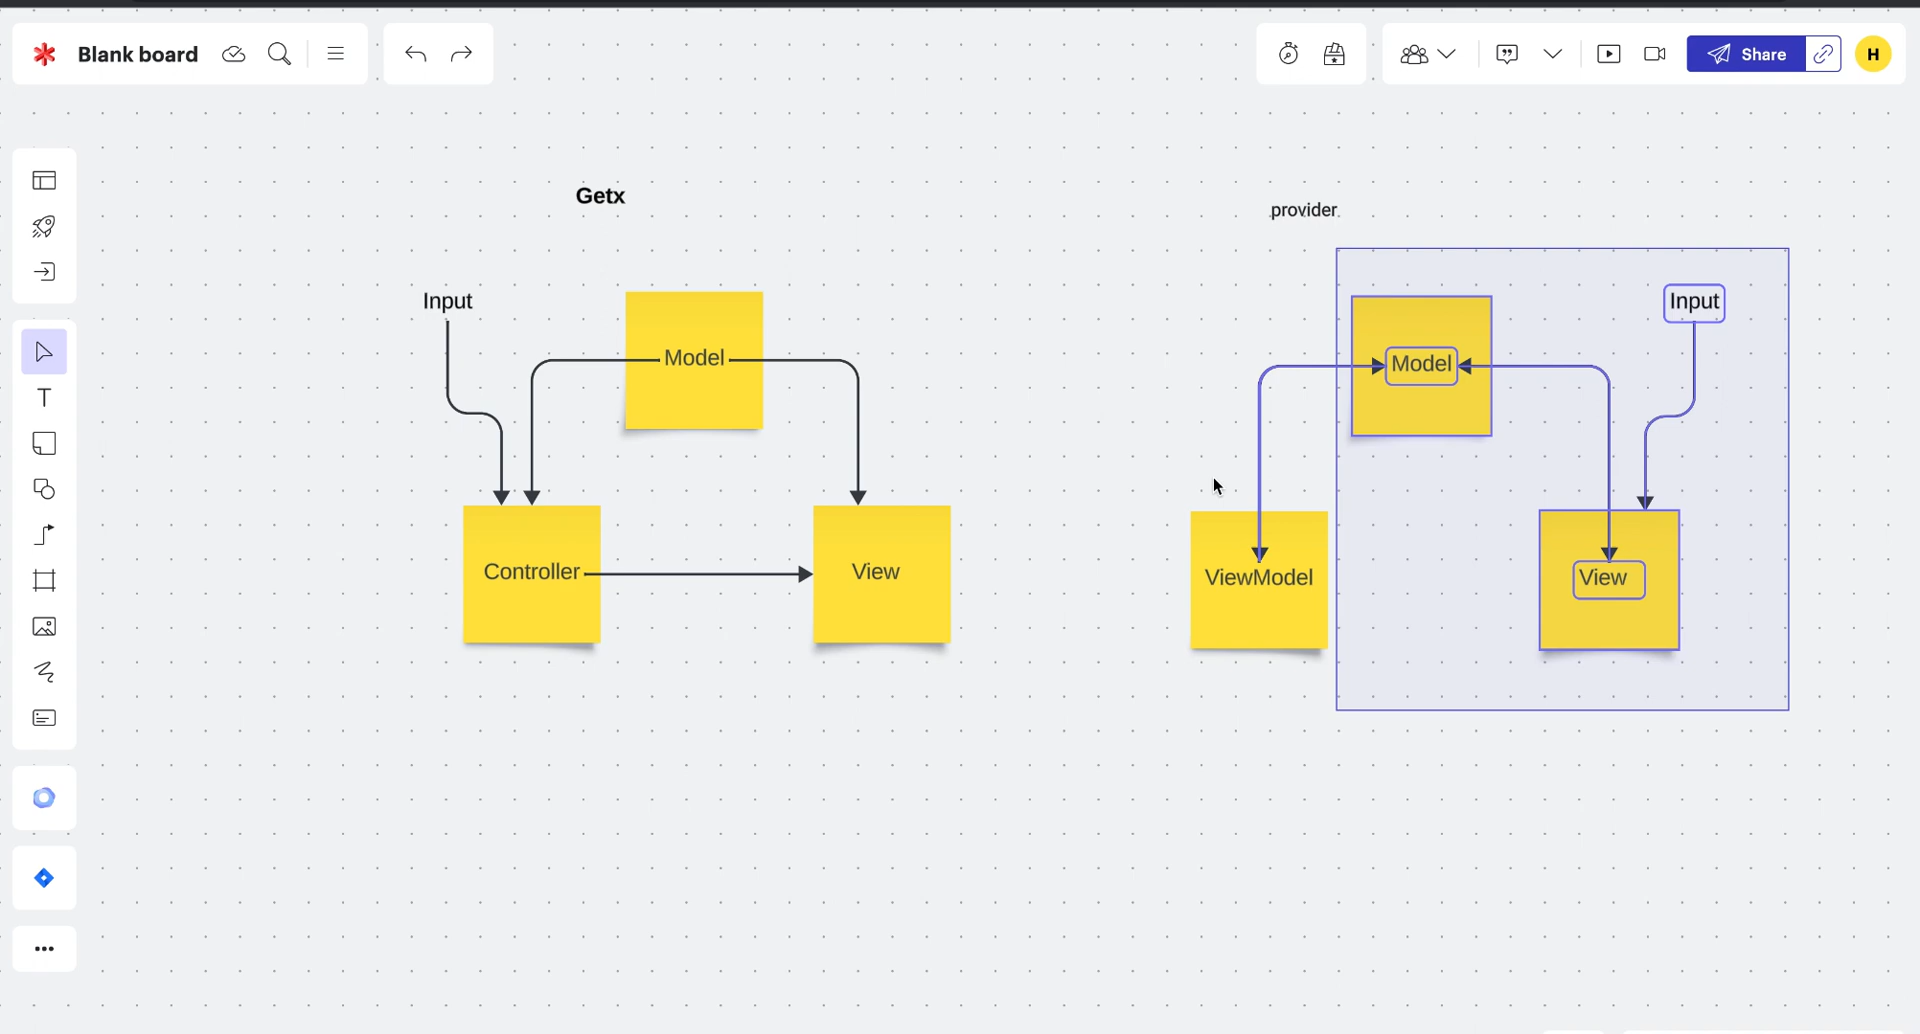 Blank board
Share
H
Getx
provider
Input
Model
Input
Model
Controller
View
ViewModel
View
T